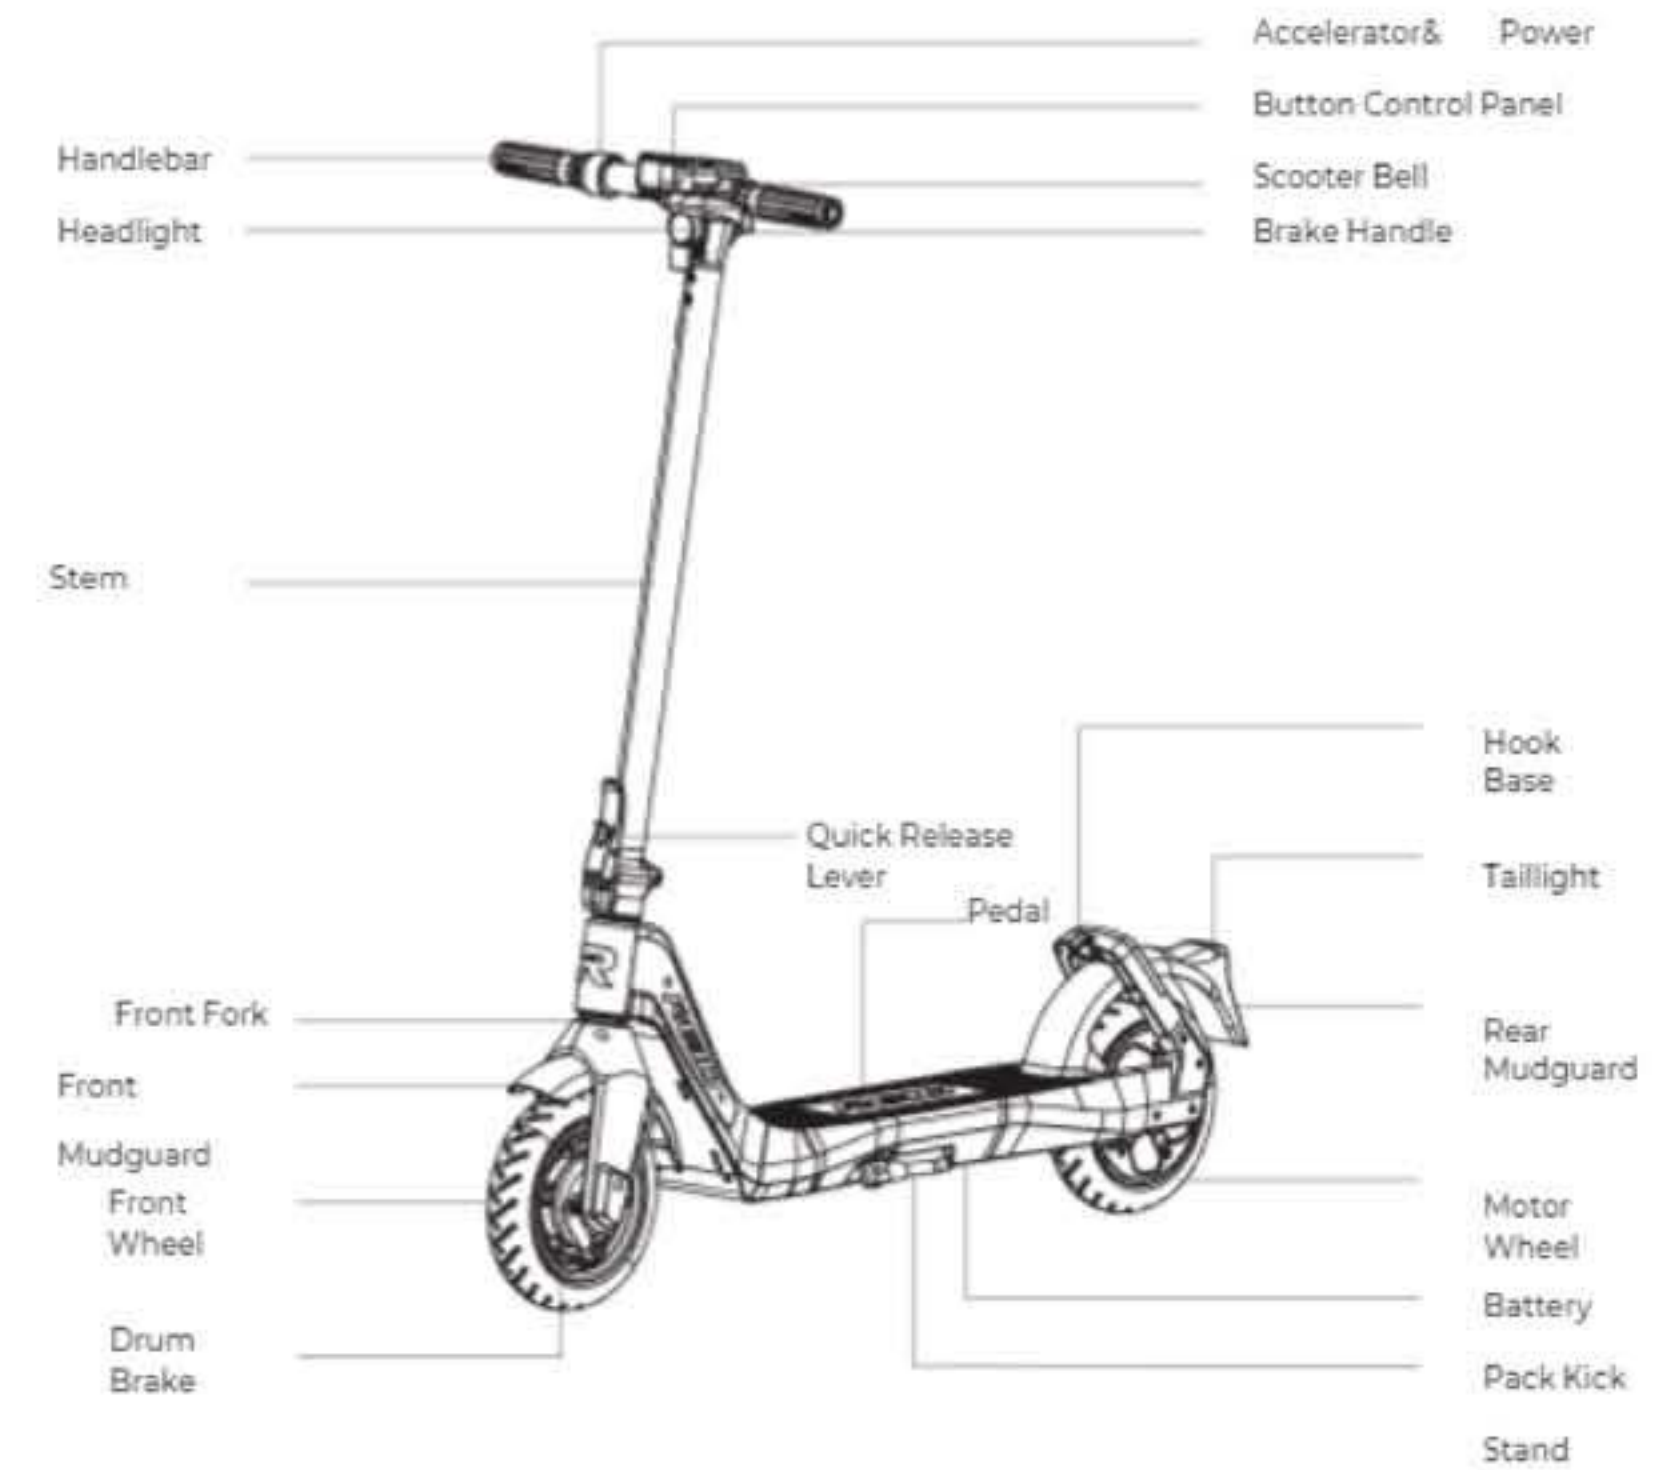 Accelerator& Power
Button Control Panel
Handlebar
Scooter Bell
Headlight
Brake Handle
Stem
Hook
Base
Quick Release
Lever
Taillight
Pedal
Front Fork
Rear
Mudguard
Front
Mudguard
Front
Wheel
Motor
Wheel
Battery
Drum
Brake
Pack Kick
Stand
R